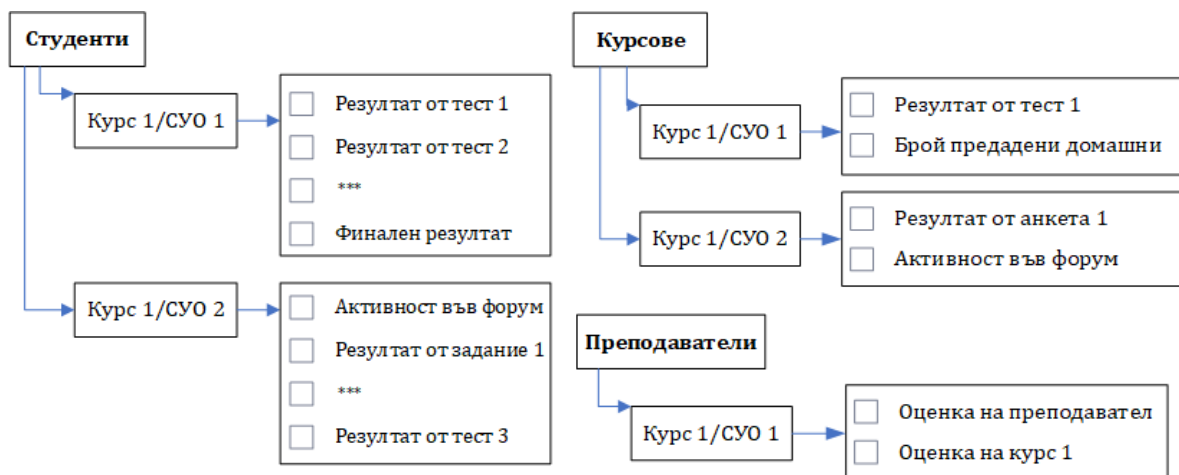 Студенти
Курс 1/СУО 1
Резултат от тест 1
Резултат от тест 2
***
Финален резултат
Курс 1/СУО 2
Активност във форум
Резултат от задание 1
***
Резултат от тест 3
Курсове
Курс 1/СУО 1
Резултат от тест 1
Брой предадени домашни
Курс 1/СУО 2
Резултат от анкета 1
Активност във форум
Преподаватели
Курс 1/СУО 1
Оценка на преподавател
Оценка на курс 1